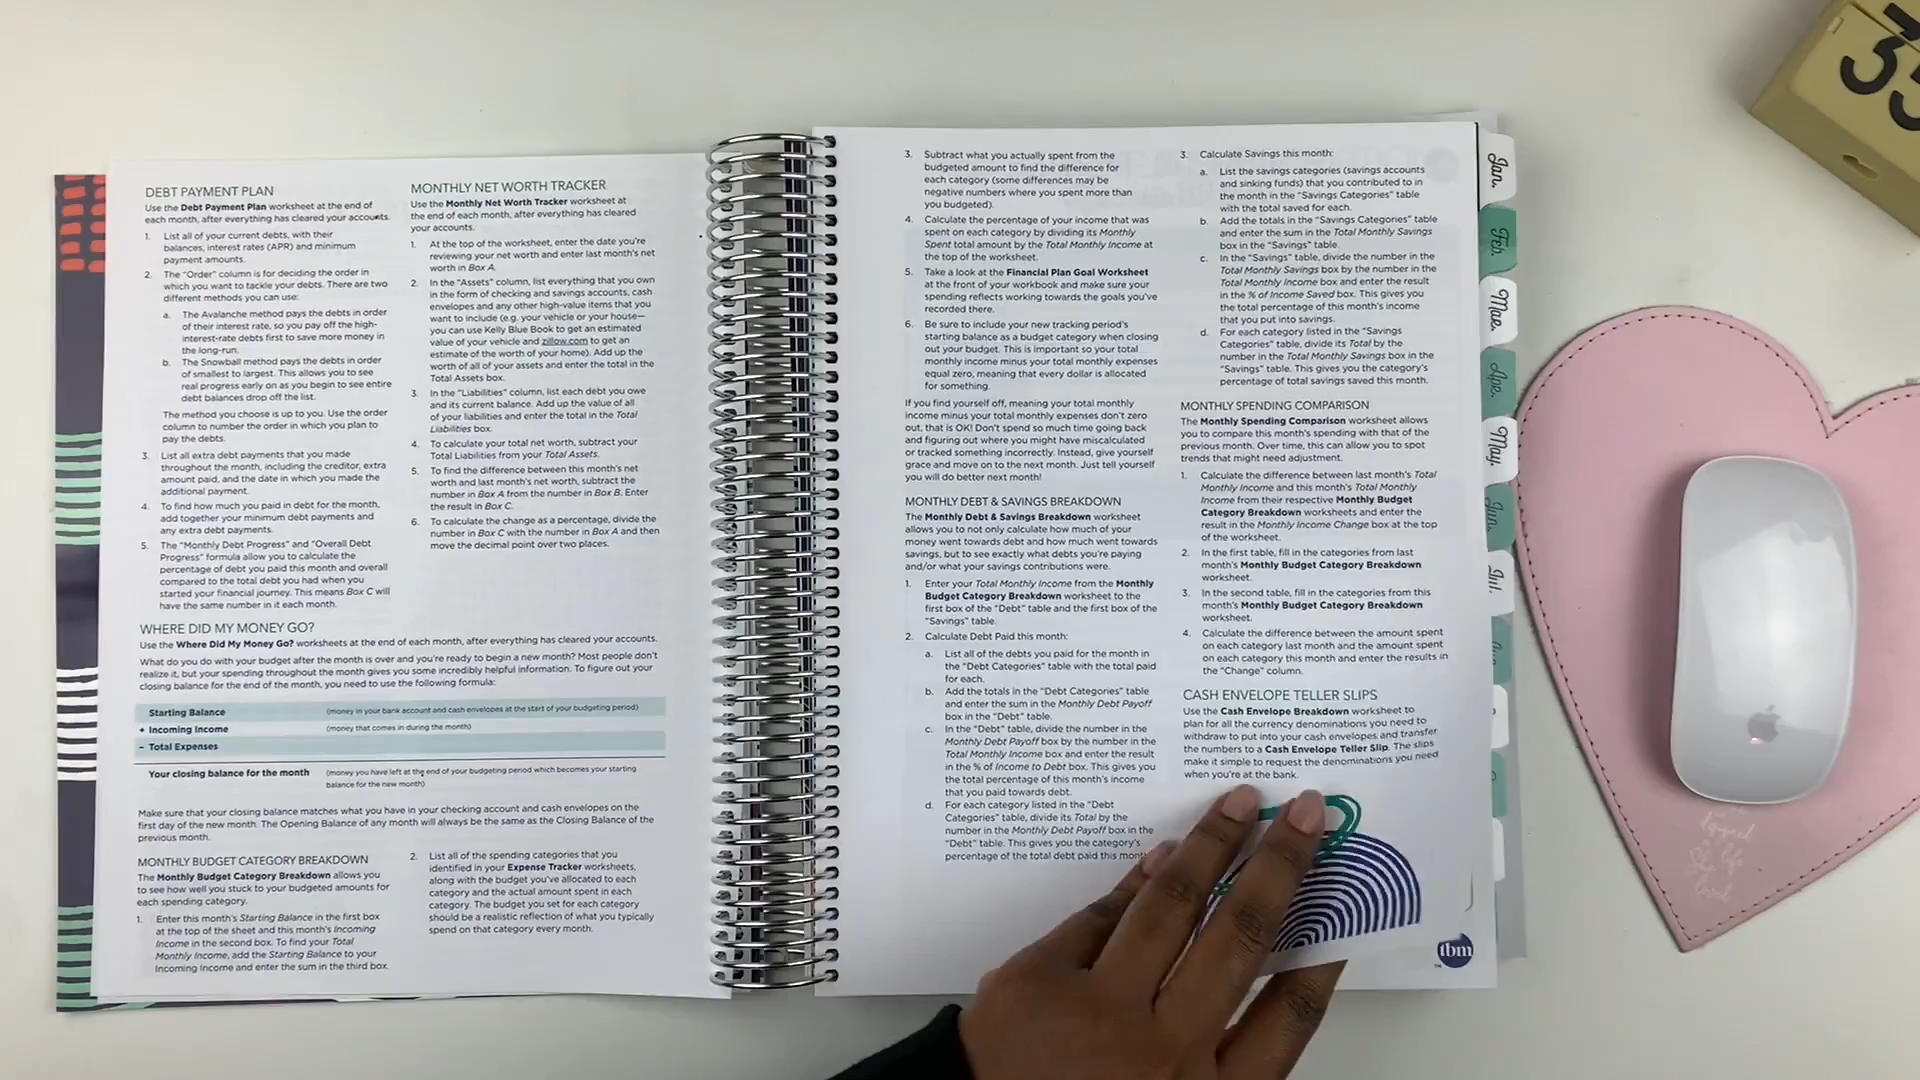 DEBT PAYMENT PLAN
Use the Debt Payment Plan worksheet at the end of
each month, after everything has cleared your accounts.
1. List all of your current debts, with their
balances, interest rates (APR) and minimum
payment amounts.
2. The "Order" column is for deciding the order in
which you want to tackle your debts. There are two
different methods you can use:
a. The Avalanche method pays the debts in order
of their interest rate, so you pay off the high-
interest-rate debts first to save more money in
the long-run.
b. The Snowball method pays the debts in order
of smallest to largest. This allows you to see
real progress early on as you begin to see entire
debt balances drop off the list.
The method you choose is up to you. Use the order
column to number the order in which you plan to
pay the debts.
3. List all extra debt payments that you made
throughout the month, including the creditor, extra
amount paid, and the date in which you made the
additional payment.
4. To find how much you paid in debt for the month,
add together your minimum debt payments and
any extra debt payments.
5. The "Monthly Debt Progress" and "Overall Debt
Progress" formula allow you to calculate the
percentage of debt you paid this month and overall
compared to the total debt you had when you
started your financial journey. This means Box C will
have the same number in it each month.
MONTHLY NET WORTH TRACKER
Use the Monthly Net Worth Tracker worksheet at
the end of each month, after everything has cleared
your accounts.
1. At the top of the worksheet, enter the date you're
reviewing your net worth and enter last month's net
worth in Box A.
2. In the "Assets" column, list everything that you own
in the form of checking and savings accounts, cash
envelopes and any other high-value items that you
want to include (e.g. your vehicle or your house—
you can use Kelly Blue Book to get an estimated
value of your vehicle and zillow.com to get an
estimate of the worth of your home). Add up the
worth of all of your assets and enter the total in the
Total Assets box.
3. In the "Liabilities" column, list each debt you owe
and its current balance. Add up the value of all
of your liabilities and enter the total in the Total
Liabilities box.
4. To calculate your total net worth, subtract your
Total Liabilities from your Total Assets.
5. To find the difference between this month's net
worth and last month's net worth, subtract the
number in Box A from the number in Box B. Enter
the result in Box C.
6. To calculate the change as a percentage, divide the
number in Box C with the number in Box A and then
move the decimal point over two places.
WHERE DID MY MONEY GO?
Use the Where Did My Money Go? worksheets at the end of each month, after everything has cleared your accounts.
What do you do with your budget after the month is over and you're ready to begin a new month? Most people don't
realize it, but your spending throughout the month gives you some incredibly helpful information. To figure out your
closing balance for the end of the month, you need to use the following formula:
Starting Balance (money in your bank account and cash envelopes at the start of your budgeting period)
+ Incoming Income (money that comes in during the month)
– Total Expenses
Your closing balance for the month (money you have left at the end of your budgeting period which becomes your starting
balance for the new month)
Make sure that your closing balance matches what you have in your checking account and cash envelopes on the
first day of the new month. The Opening Balance of any month will always be the same as the Closing Balance of the
previous month.
MONTHLY BUDGET CATEGORY BREAKDOWN
The Monthly Budget Category Breakdown allows you
to see how well you stuck to your budgeted amounts for
each spending category.
1. Enter this month's Starting Balance in the first box
at the top of the sheet and this month's Incoming
Income in the second box. To find your Total
Monthly Income, add the Starting Balance to your
Incoming Income and enter the sum in the third box.
2. List all of the spending categories that you
identified in your Expense Tracker worksheets,
along with the budget you've allocated to each
category and the actual amount spent in each
category. The budget you set for each category
should be a realistic reflection of what you typically
spend on that category every month.
3. Subtract what you actually spent from the
budgeted amount to find the difference for
each category (some differences may be
negative numbers where you spent more than
you budgeted).
4. Calculate the percentage of your income that was
spent on each category by dividing its Monthly
Spent total amount by the Total Monthly Income at
the top of the worksheet.
5. Take a look at the Financial Plan Goal Worksheet
at the front of your workbook and make sure your
spending reflects working towards the goals you've
recorded there.
6. Be sure to include your new tracking period's
starting balance as a budget category when closing
out your budget. This is important so your total
monthly income minus your total monthly expenses
equal zero, meaning that every dollar is allocated
for something.
If you find yourself off, meaning your total monthly
income minus your total monthly expenses don't zero
out, that is OK! Don't spend so much time going back
and figuring out where you might have miscalculated
or tracked something incorrectly. Instead, give yourself
grace and move on to the next month. Just tell yourself
you will do better next month!
MONTHLY DEBT & SAVINGS BREAKDOWN
The Monthly Debt & Savings Breakdown worksheet
allows you to not only calculate how much of your
money went towards debt and how much went towards
savings, but to see exactly what debts you're paying
and/or what your savings contributions were.
1. Enter your Total Monthly Income from the Monthly
Budget Category Breakdown worksheet to the
first box of the "Debt" table and the first box of the
"Savings" table.
2. Calculate Debt Paid this month:
a. List all of the debts you paid for the month in
the "Debt Categories" table with the total paid
for each.
b. Add the totals in the "Debt Categories" table
and enter the sum in the Monthly Debt Payoff
box in the "Debt" table.
c. In the "Debt" table, divide the number in the
Monthly Debt Payoff box by the number in the
Total Monthly Income box and enter the result
in the % of Income to Debt box. This gives you
the total percentage of this month's income
that you paid towards debt.
d. For each category listed in the "Debt
Categories" table, divide its Total by the
number in the Monthly Debt Payoff box in the
"Debt" table. This gives you the category's
percentage of the total debt paid this month
3. Calculate Savings this month:
a. List the savings categories (savings accounts
and sinking funds) that you contributed to in
the month in the "Savings Categories" table
with the total saved for each.
b. Add the totals in the "Savings Categories" table
and enter the sum in the Total Monthly Savings
box in the "Savings" table.
c. In the "Savings" table, divide the number in the
Total Monthly Savings box by the number in the
Total Monthly Income box and enter the result
in the % of Income Saved box. This gives you
the total percentage of this month's income
that you put into savings.
d. For each category listed in the "Savings
Categories" table, divide its Total by the
number in the Total Monthly Savings box in the
"Savings" table. This gives you the category's
percentage of total savings saved this month.
MONTHLY SPENDING COMPARISON
The Monthly Spending Comparison worksheet allows
you to compare this month's spending with that of the
previous month. Over time, this can allow you to spot
trends that might need adjustment.
1. Calculate the difference between last month's Total
Monthly Income and this month's Total Monthly
Income from their respective Monthly Budget
Category Breakdown worksheets and enter the
result in the Monthly Income Change box at the top
of the worksheet.
2. In the first table, fill in the categories from last
month's Monthly Budget Category Breakdown
worksheet.
3. In the second table, fill in the categories from this
month's Monthly Budget Category Breakdown
worksheet.
4. Calculate the difference between the amount spent
on each category last month and the amount spent
on each category this month and enter the results in
the "Change" column.
CASH ENVELOPE TELLER SLIPS
Use the Cash Envelope Breakdown worksheet to
plan for all the currency denominations you need to
withdraw to put into your cash envelopes and transfer
the numbers to a Cash Envelope Teller Slip. The slips
make it simple to request the denominations you need
when you're at the bank.
tbm
Jan.
Feb.
Mar.
Apr.
May.
Jun.
Jul.
35